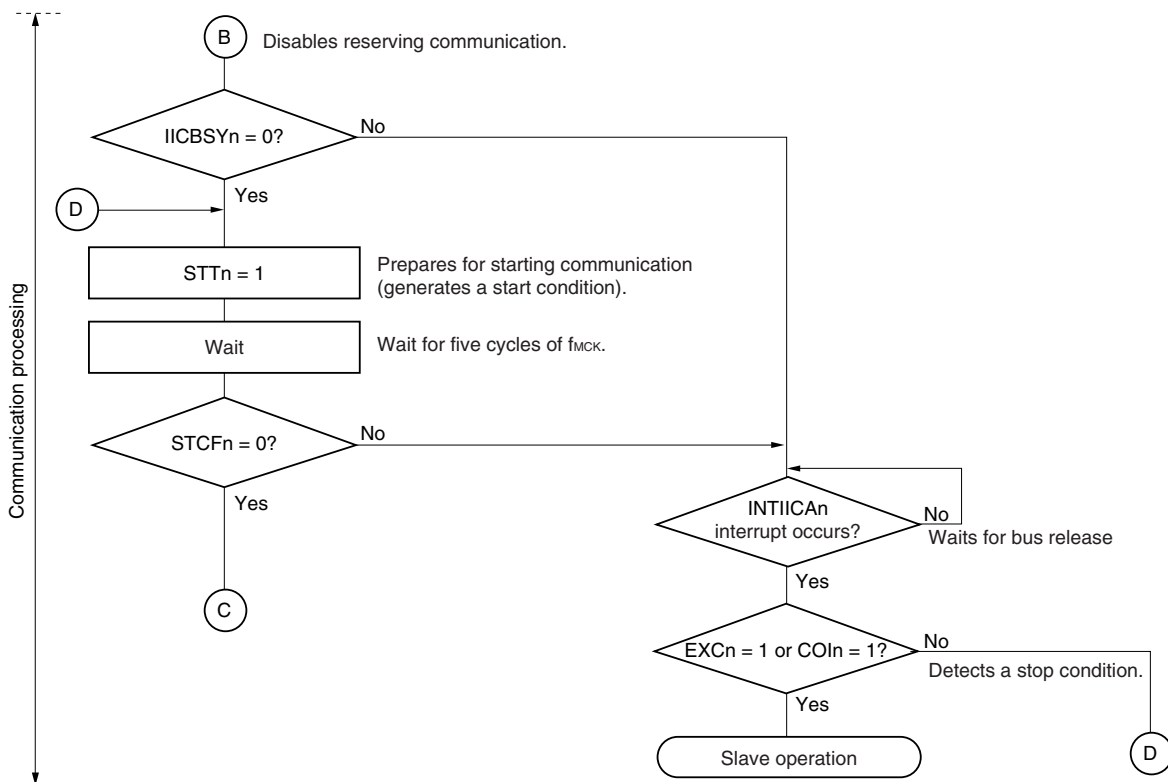 B
Disables reserving communication.
IICBSYn = 0?
No
Yes
D
STTn = 1
Prepares for starting communication
(generates a start condition).
Wait
Wait for five cycles of fMCK.
STCFn = 0?
No
Yes
C
INTIICAn
interrupt occurs?
No
Waits for bus release
Yes
EXCn = 1 or COIn = 1?
No
Detects a stop condition.
Yes
Slave operation
D
Communication processing